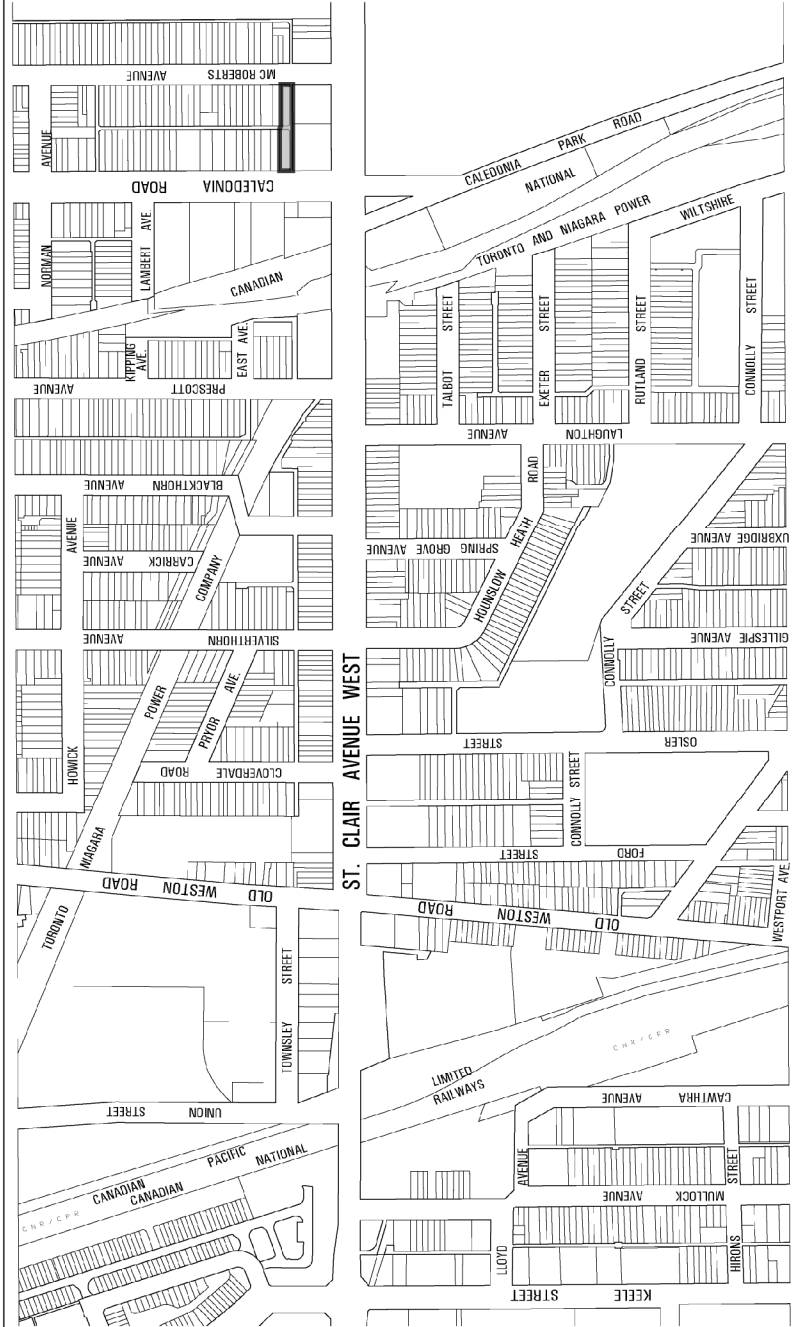 MC ROBERTS AVENUE
AVENUE
CALEDONIA ROAD
CALEDONIA PARK ROAD
NATIONAL
TORONTO AND NIAGARA POWER
WILTSHIRE
NORMAN
LAMBERT AVE.
CANADIAN
KIPPING AVE.
EAST AVE.
PRESCOTT AVENUE
TALBOT STREET
EXETER STREET
RUTLAND STREET
CONNOLLY STREET
LAUGHTON AVENUE
BLACKTHORN AVENUE
AVENUE
CARRICK AVENUE
COMPANY
SILVERTHORN AVENUE
ROAD
HEATH
HOUNSLOW
SPRING GROVE AVENUE
UXBRIDGE AVENUE
STREET
CONNOLLY
GILLESPIE AVENUE
ST. CLAIR AVENUE WEST
POWER
PRYOR AVE.
HOWICK
CLOVERDALE ROAD
OSLER STREET
CONNOLLY STREET
FORD STREET
NIAGARA
TORONTO
OLD WESTON ROAD
OLD WESTON ROAD
WESTPORT AVE.
TOWNSLEY STREET
CNR/CPR
LIMITED
RAILWAYS
UNION STREET
CAWTHRA AVENUE
CANADIAN PACIFIC
CANADIAN NATIONAL
CNR/CPR
AVENUE
STREET
MULLOCK AVENUE
LLOYD
HIRONS
KEELE STREET